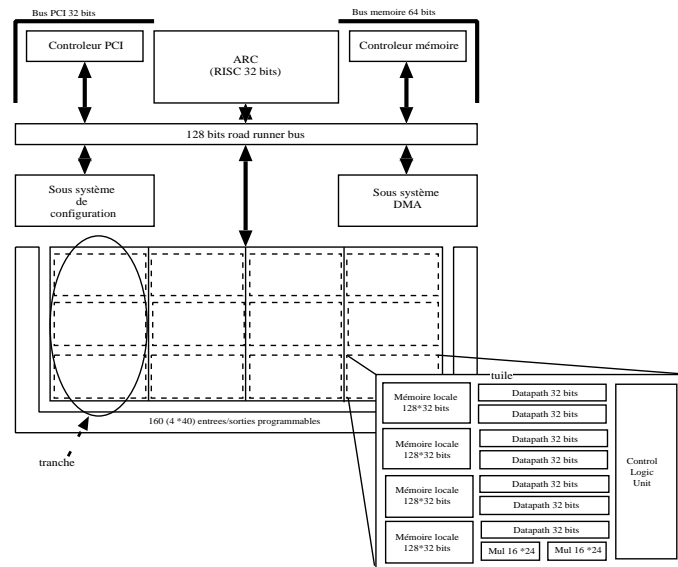 Bus PCI 32 bits
Bus memoire 64 bits
Controleur PCI
ARC
(RISC 32 bits)
Controleur mémoire
128 bits road runner bus
Sous système
de
configuration
Sous système
DMA
160 (4 *40) entrees/sorties programmables
tranche
tuile
Mémoire locale
128*32 bits
Mémoire locale
128*32 bits
Mémoire locale
128*32 bits
Mémoire locale
128*32 bits
Datapath 32 bits
Datapath 32 bits
Datapath 32 bits
Datapath 32 bits
Datapath 32 bits
Datapath 32 bits
Datapath 32 bits
Mul 16 *24
Mul 16 *24
Control
Logic
Unit